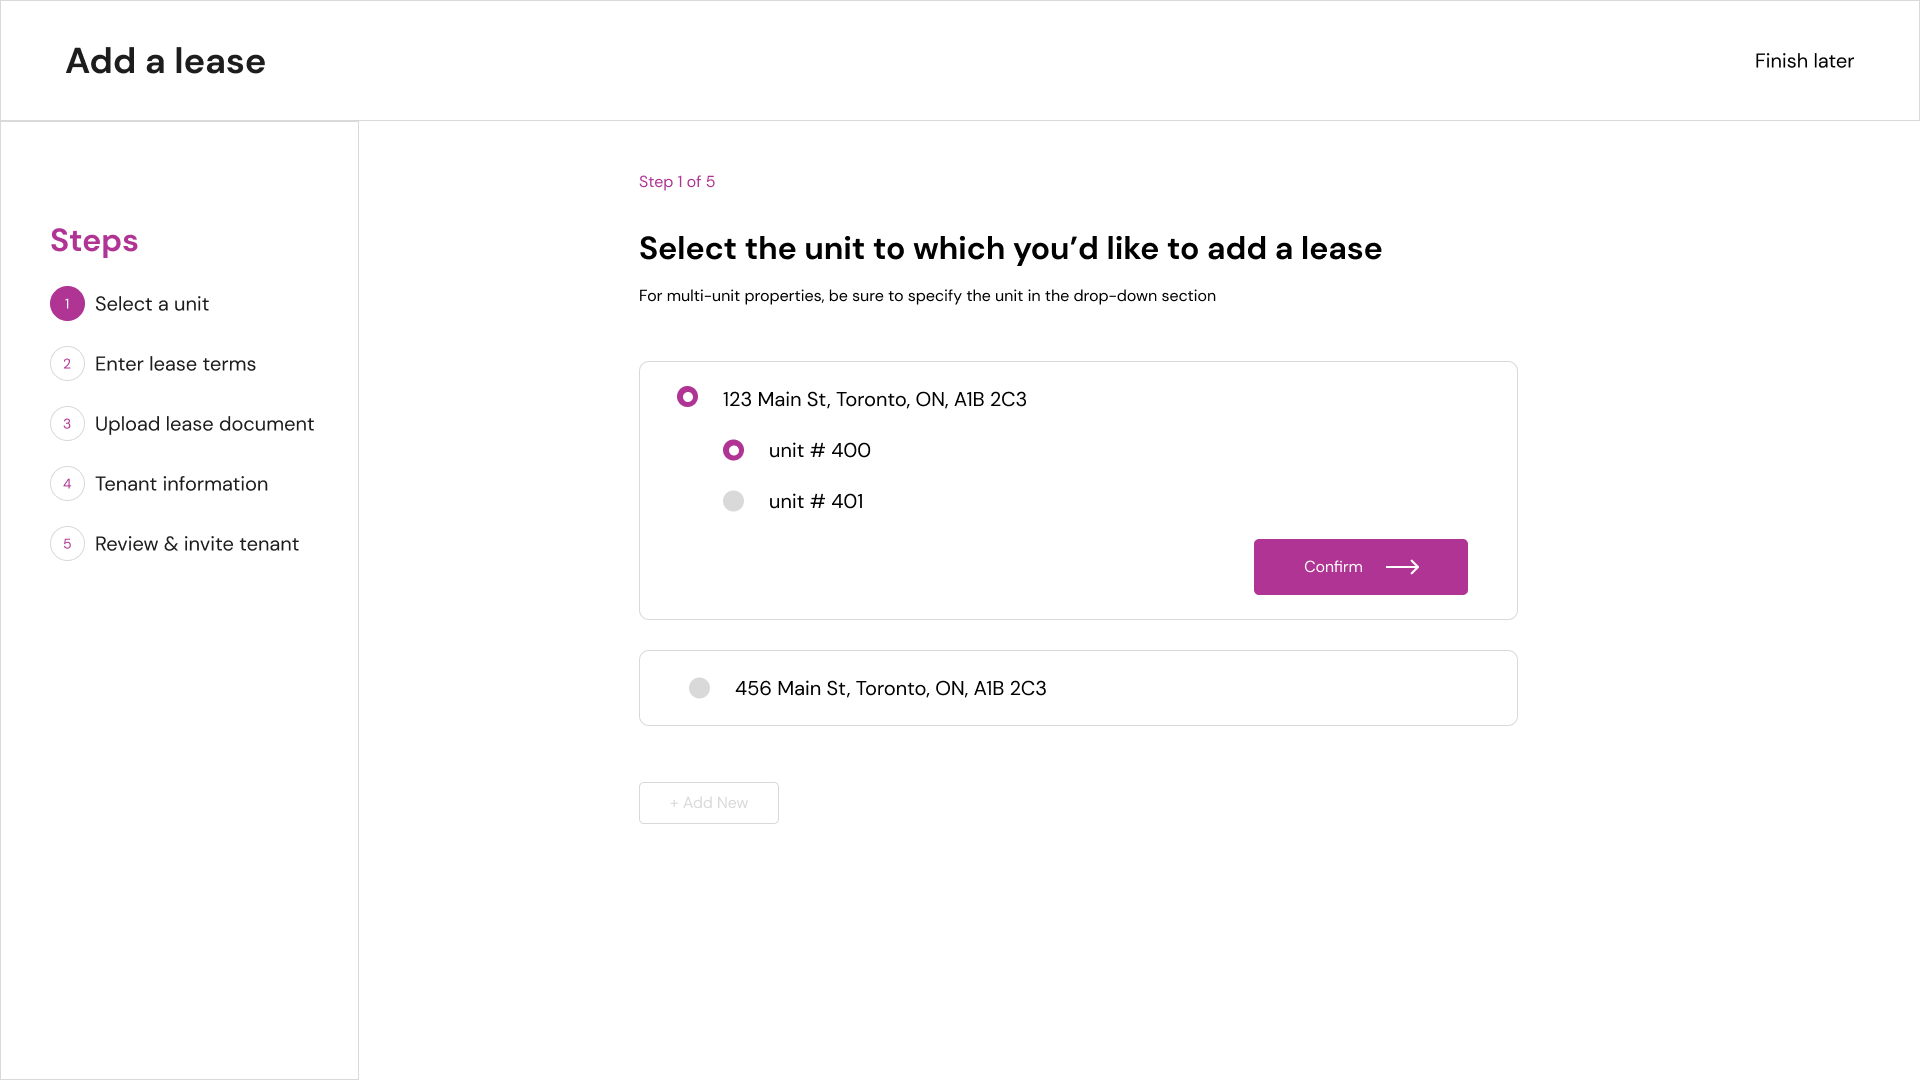 Add a lease
Finish later
Steps
1 Select a unit
2 Enter lease terms
3 Upload lease document
4 Tenant information
5 Review & invite tenant
Step 1 of 5
Select the unit to which you’d like to add a lease
For multi-unit properties, be sure to specify the unit in the drop-down section
123 Main St, Toronto, ON, A1B 2C3
unit # 400
unit # 401
Confirm
456 Main St, Toronto, ON, A1B 2C3
+ Add New